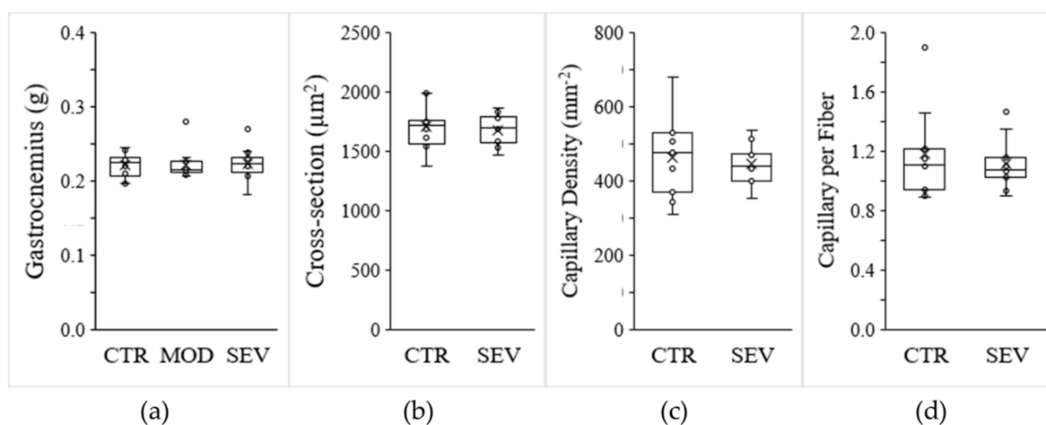 Gastrocnemius (g)
0.4
0.3
0.2
0.1
0.0
CTR MOD SEV
(a)
Cross-section (µm²)
2500
2000
1500
1000
500
0
CTR SEV
(b)
Capillary Density (mm⁻²)
800
600
400
200
0
CTR SEV
(c)
Capillary per Fiber
2.0
1.6
1.2
0.8
0.4
0.0
CTR SEV
(d)